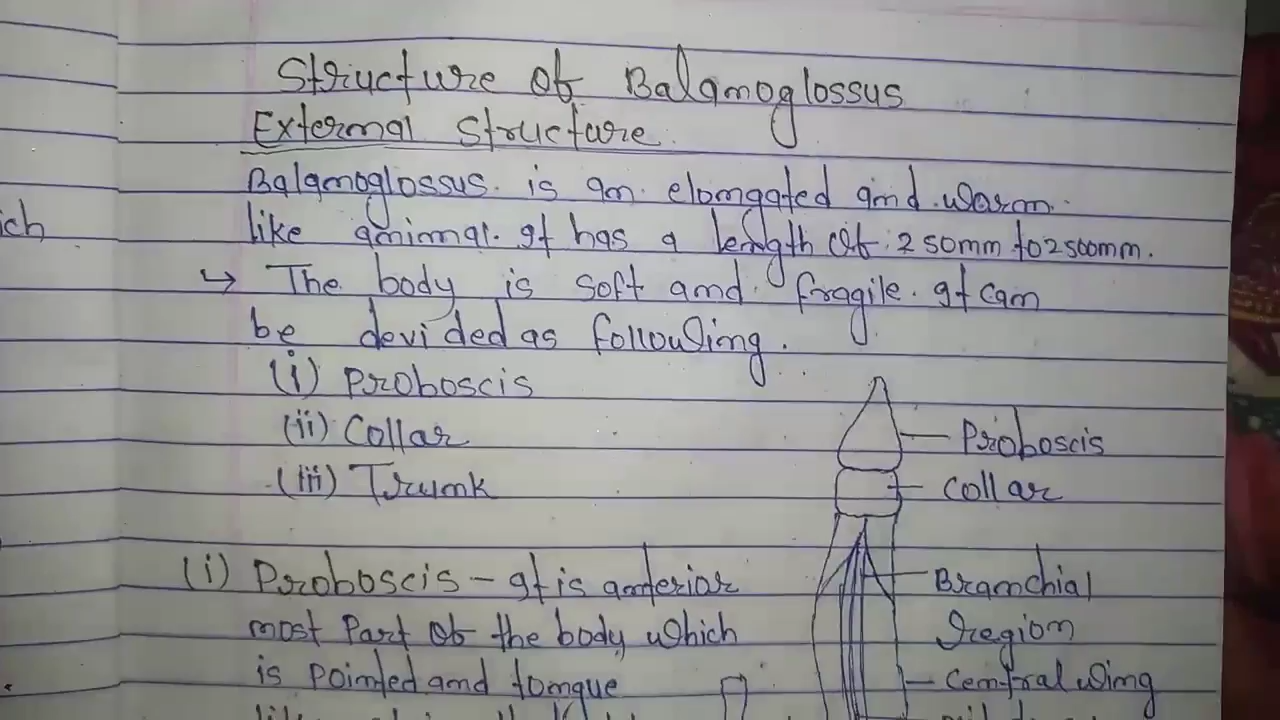 Structure of Balamoglossus
External Structure.
ich
Balamoglossus. is an. elongated and worm.
like animal. It has a length of. 250mm to 2500mm.
↳ The body is soft and fragile. It can
be devided as following.
(i) Proboscis
(ii) Collar
(iii) Trunk
Proboscis
Collar
(i) Proboscis - It is anterior
most Part of the body which
is pointed and tongue
Branchial
region
Central wing